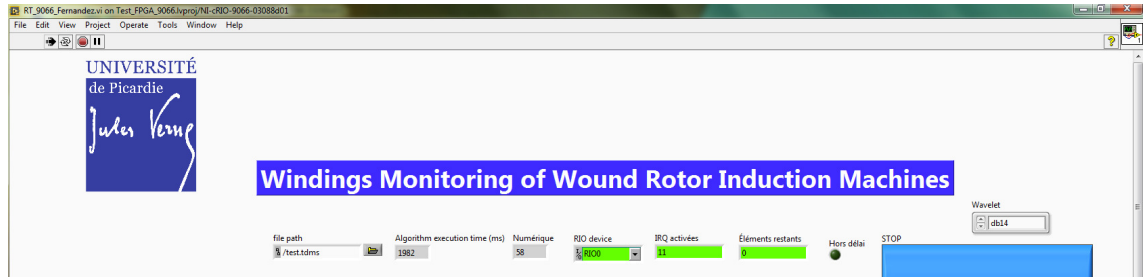 RT_9066_Fernandez.vi on Test_FPGA_9066.lvproj/NI-cRIO-9066-03088d01
File Edit View Project Operate Tools Window Help
UNIVERSITÉ
de Picardie
Jules Verne
Windings Monitoring of Wound Rotor Induction Machines
Wavelet
db14
file path Algorithm execution time (ms) Numérique RIO device IRQ activées Éléments restants Hors délai STOP
/test.tdms 1982 58 RIO0 11 0